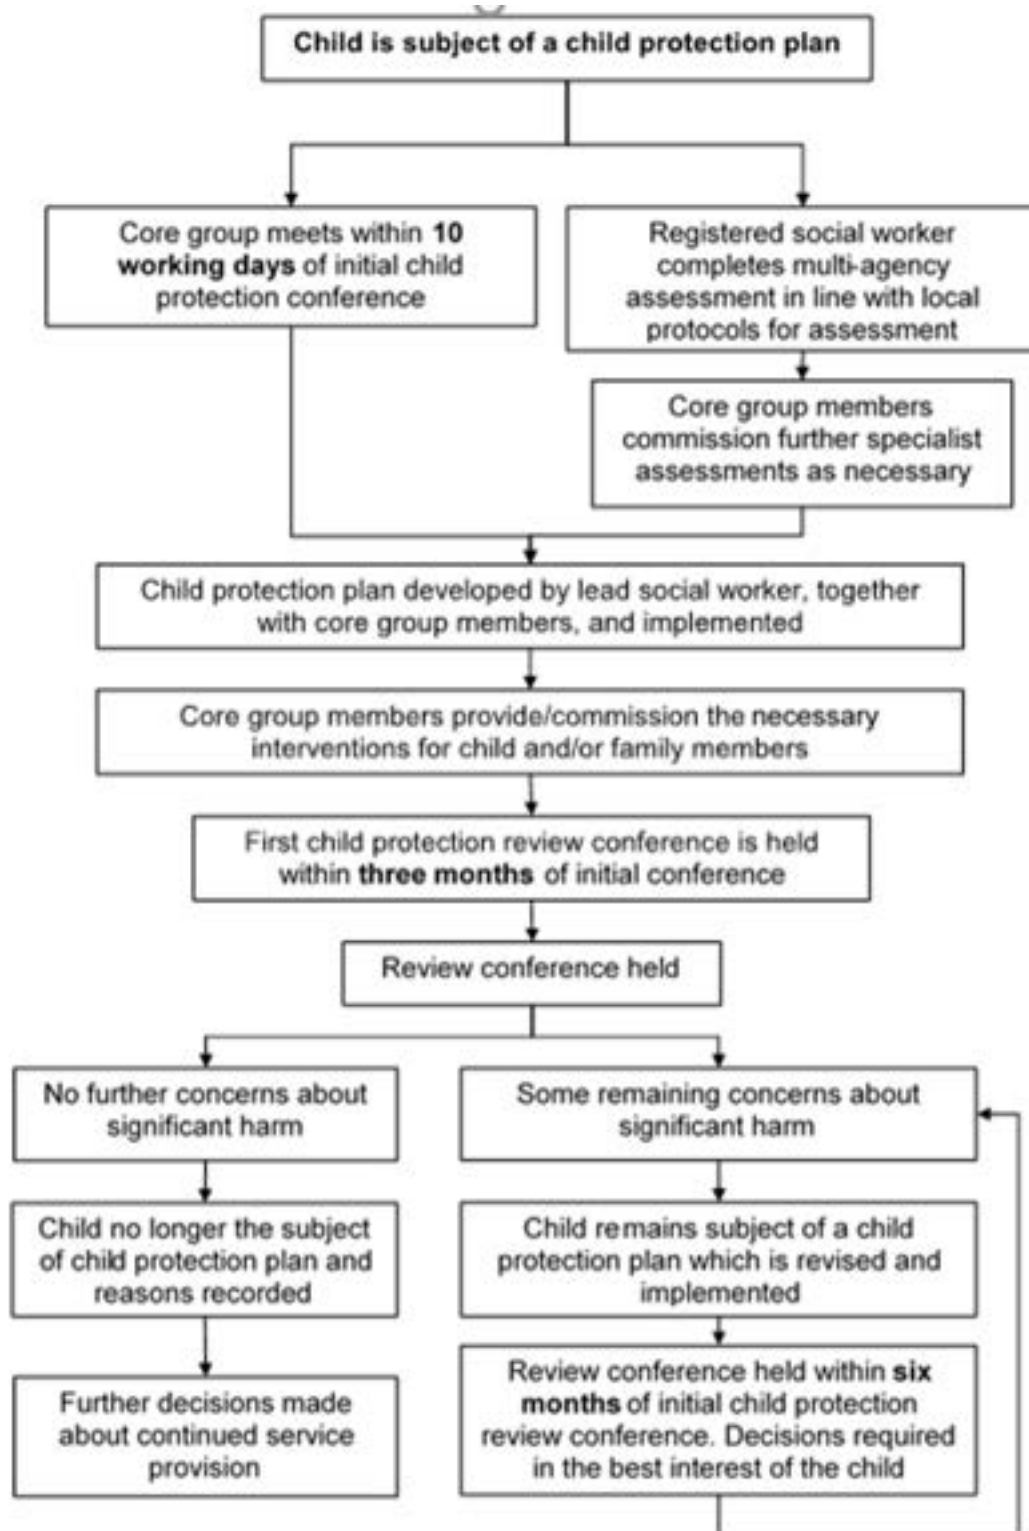 Child is subject of a child protection plan
Core group meets within 10
working days of initial child
protection conference
Registered social worker
completes multi-agency
assessment in line with local
protocols for assessment
Core group members
commission further specialist
assessments as necessary
Child protection plan developed by lead social worker, together
with core group members, and implemented
Core group members provide/commission the necessary
interventions for child and/or family members
First child protection review conference is held
within three months of initial conference
Review conference held
No further concerns about
significant harm
Some remaining concerns about
significant harm
Child no longer the subject
of child protection plan and
reasons recorded
Child remains subject of a child
protection plan which is revised and
implemented
Further decisions made
about continued service
provision
Review conference held within six
months of initial child protection
review conference. Decisions required
in the best interest of the child